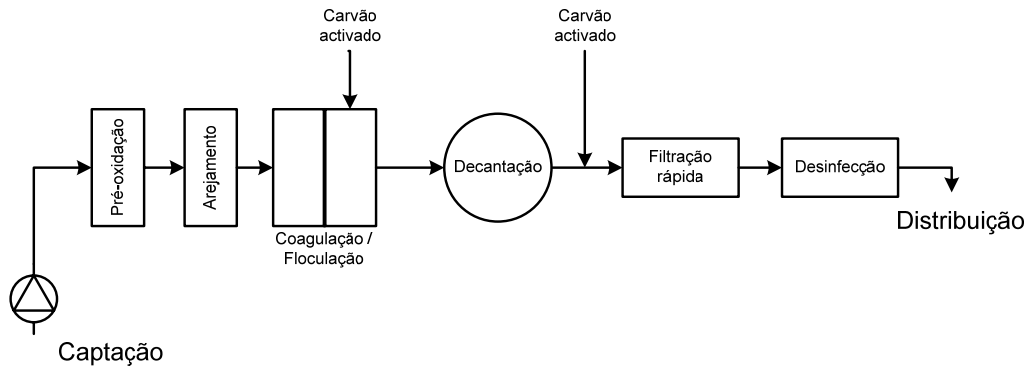 Carvão
activado
Carvão
activado
Pré-oxidação
Arejamento
Coagulação /
Floculação
Decantação
Filtração
rápida
Desinfecção
Distribuição
Captação